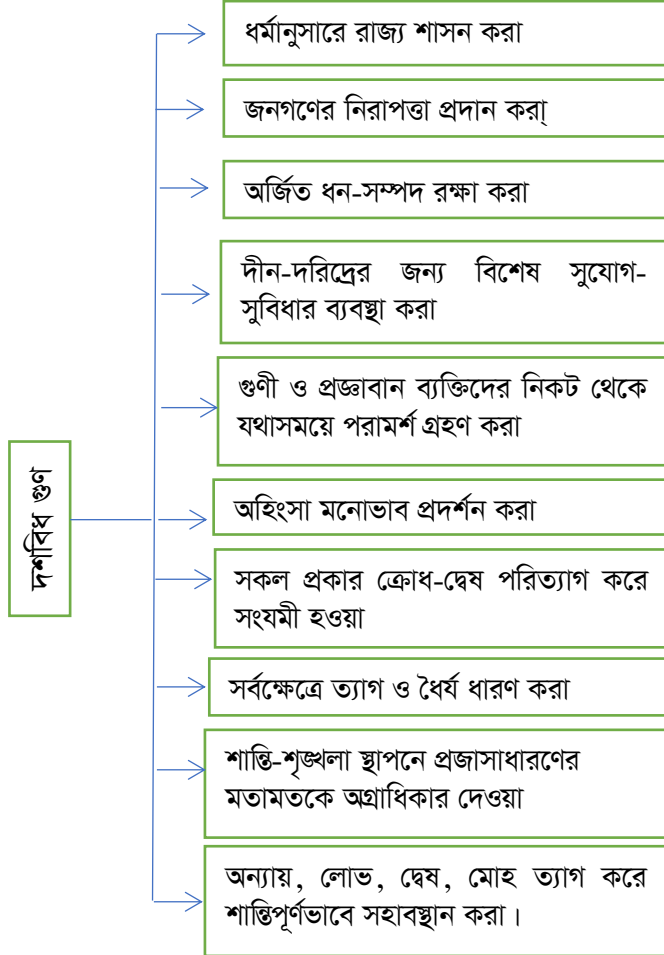 ধর্মানুসারে রাজ্য শাসন করা
জনগণের নিরাপত্তা প্রদান করা্
অর্জিত ধন-সম্পদ রক্ষা করা
দীন-দরিদ্রের জন্য বিশেষ সুযোগ-
সুবিধার ব্যবস্থা করা
গুণী ও প্রজ্ঞাবান ব্যক্তিদের নিকট থেকে
যথাসময়ে পরামর্শ গ্রহণ করা
দশবিধ গুণ
অহিংসা মনোভাব প্রদর্শন করা
সকল প্রকার ক্রোধ-দ্বেষ পরিত্যাগ করে
সংযমী হওয়া
সর্বক্ষেত্রে ত্যাগ ও ধৈর্য ধারণ করা
শান্তি-শৃঙ্খলা স্থাপনে প্রজাসাধারণের
মতামতকে অগ্রাধিকার দেওয়া
অন্যায়, লোভ, দ্বেষ, মোহ ত্যাগ করে
শান্তিপূর্ণভাবে সহাবস্থান করা।